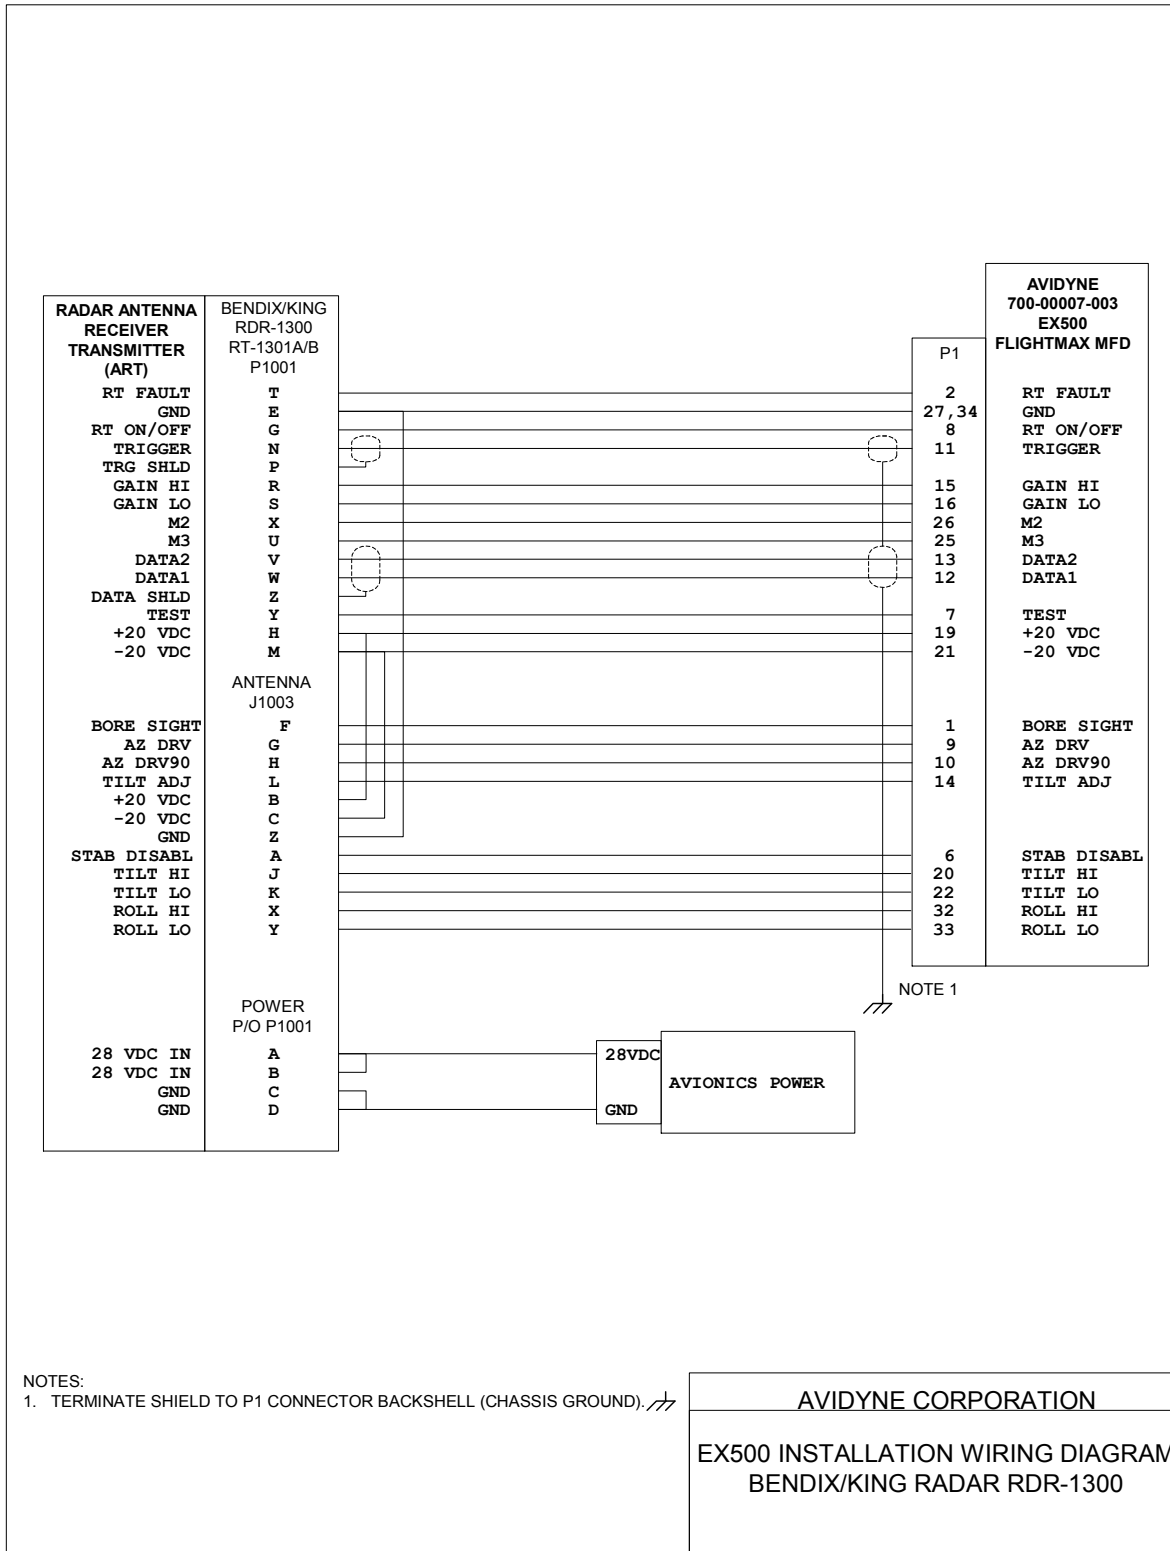 AVIDYNE
700-00007-003
EX500
FLIGHTMAX MFD
P1
RADAR ANTENNA
RECEIVER
TRANSMITTER
(ART)
BENDIX/KING
RDR-1300
RT-1301A/B
P1001
RT FAULT T 2 RT FAULT
GND E 27,34 GND
RT ON/OFF G 8 RT ON/OFF
TRIGGER N 11 TRIGGER
TRG SHLD P
GAIN HI R 15 GAIN HI
GAIN LO S 16 GAIN LO
M2 X 26 M2
M3 U 25 M3
DATA2 V 13 DATA2
DATA1 W 12 DATA1
DATA SHLD Z
TEST Y 7 TEST
+20 VDC H 19 +20 VDC
-20 VDC M 21 -20 VDC
ANTENNA
J1003
BORE SIGHT F 1 BORE SIGHT
AZ DRV G 9 AZ DRV
AZ DRV90 H 10 AZ DRV90
TILT ADJ L 14 TILT ADJ
+20 VDC B
-20 VDC C
GND Z
STAB DISABL A 6 STAB DISABL
TILT HI J 20 TILT HI
TILT LO K 22 TILT LO
ROLL HI X 32 ROLL HI
ROLL LO Y 33 ROLL LO
NOTE 1
POWER
P/O P1001
28 VDC IN A 28VDC
28 VDC IN B
AVIONICS POWER
GND C
GND D GND
NOTES:
1. TERMINATE SHIELD TO P1 CONNECTOR BACKSHELL (CHASSIS GROUND).
AVIDYNE CORPORATION
EX500 INSTALLATION WIRING DIAGRAM
BENDIX/KING RADAR RDR-1300